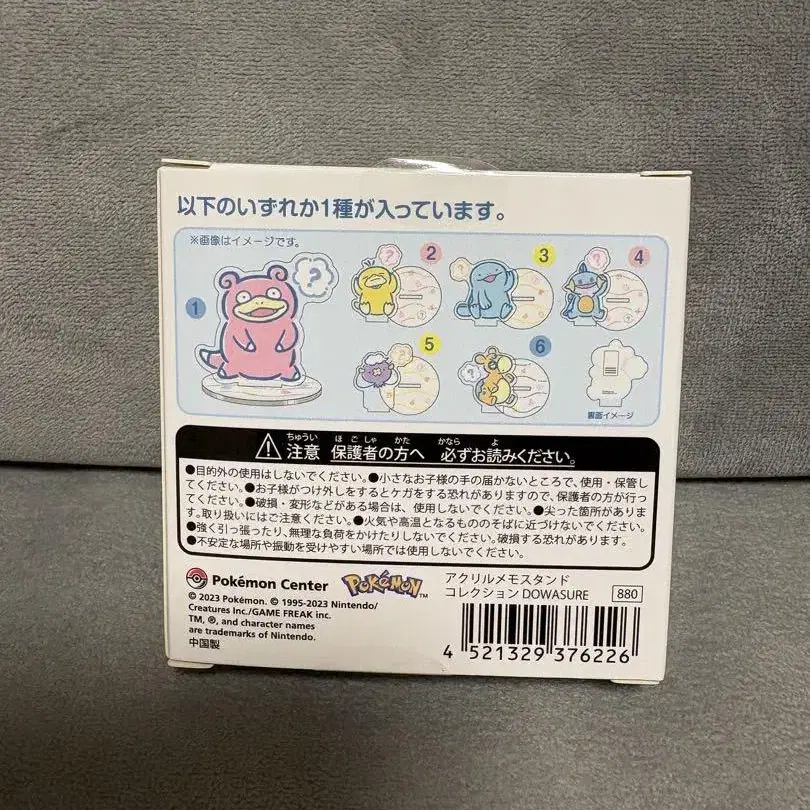 以下のいずれか1種が入っています。
※画像はイメージです。
1
?
2
?
3
?
4
?
5
?
6
?
裏面イメージ
ちゅうい ほごしゃ かた かなら よ
注意 保護者の方へ 必ずお読みください。
●目的外の使用はしないでください。●小さなお子様の手の届かないところで、使用・保管し
てください。●お子様がつけ外しをするとケガをする恐れがありますので、保護者の方が行っ
てください。●破損・変形などがある場合は、使用しないでください。●尖った箇所がありま
す。取り扱いにはご注意ください。●火気や高温となるもののそばに近づけないでください。
●強く引っ張ったり、無理な負荷をかけたりしないでください。破損する恐れがあります。
●不安定な場所や振動を受けやすい場所では使用しないでください。
Pokémon Center
POKéMON™
アクリルメモスタンド
コレクション DOWASURE
880
© 2023 Pokémon. © 1995-2023 Nintendo/
Creatures Inc./GAME FREAK inc.
TM, ®, and character names
are trademarks of Nintendo.
中国製
4 521329 376226